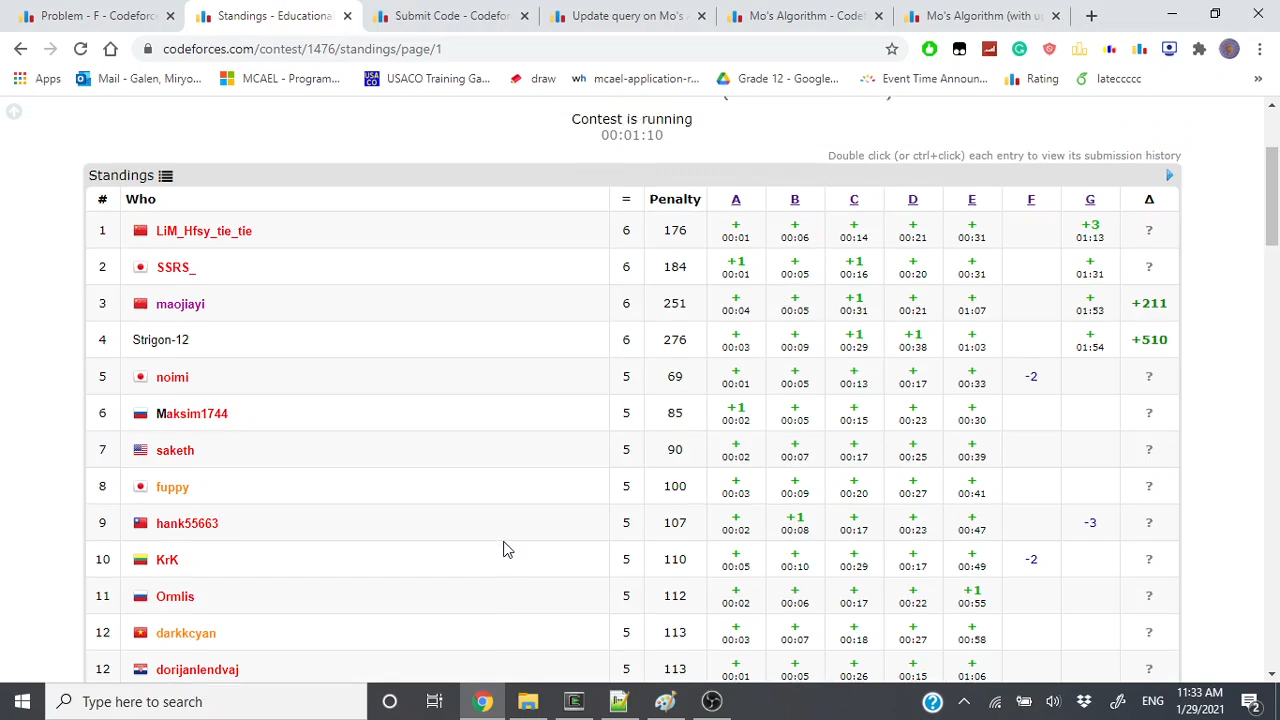 Problem - F - Codeforc
Standings - Educationa
Submit Code - Codefor
Update query on Mo's A
Mo's Algorithm - Codef
Mo's Algorithm (with u
codeforces.com/contest/1476/standings/page/1
Apps
Mail - Galen, Miryo...
MCAEL - Program...
USACO Training Ga...
draw
mcael-application-r...
Grade 12 - Google...
Event Time Announ...
Rating
lateccccc
»
Contest is running
00:01:10
Double click (or ctrl+click) each entry to view its submission history
Standings
# Who = Penalty A B C D E F G Δ
1 LiM_Hfsy_tie_tie 6 176 + + + + + +3 ?
00:01 00:06 00:14 00:21 00:31 01:13
2 SSRS_ 6 184 +1 + +1 + + + ?
00:01 00:05 00:16 00:20 00:31 01:31
3 maojiayi 6 251 + + +1 + + + +211
00:04 00:05 00:31 00:21 01:07 01:53
4 Strigon-12 6 276 + + +1 +1 + + +510
00:03 00:09 00:29 00:38 01:03 01:54
5 noimi 5 69 + + + + + -2 ?
00:01 00:05 00:13 00:17 00:33
6 Maksim1744 5 85 +1 + + + + ?
00:02 00:05 00:15 00:23 00:30
7 saketh 5 90 + + + + + ?
00:02 00:07 00:17 00:25 00:39
8 fuppy 5 100 + + + + + ?
00:03 00:09 00:20 00:27 00:41
9 hank55663 5 107 + +1 + + + -3 ?
00:02 00:08 00:17 00:23 00:47
10 KrK 5 110 + + + + + -2 ?
00:05 00:10 00:29 00:17 00:49
11 Ormlis 5 112 + + + + +1 ?
00:02 00:06 00:17 00:22 00:55
12 darkkcyan 5 113 + + + + + ?
00:03 00:07 00:18 00:27 00:58
12 dorijanlendvaj 5 113 + + + + + ?
00:01 00:05 00:26 00:15 01:06
Type here to search
ENG
11:33 AM
1/29/2021
2